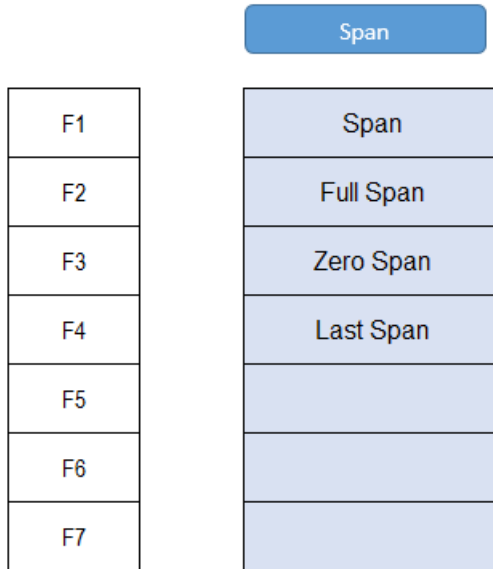 Span
F1 Span
F2 Full Span
F3 Zero Span
F4 Last Span
F5
F6
F7